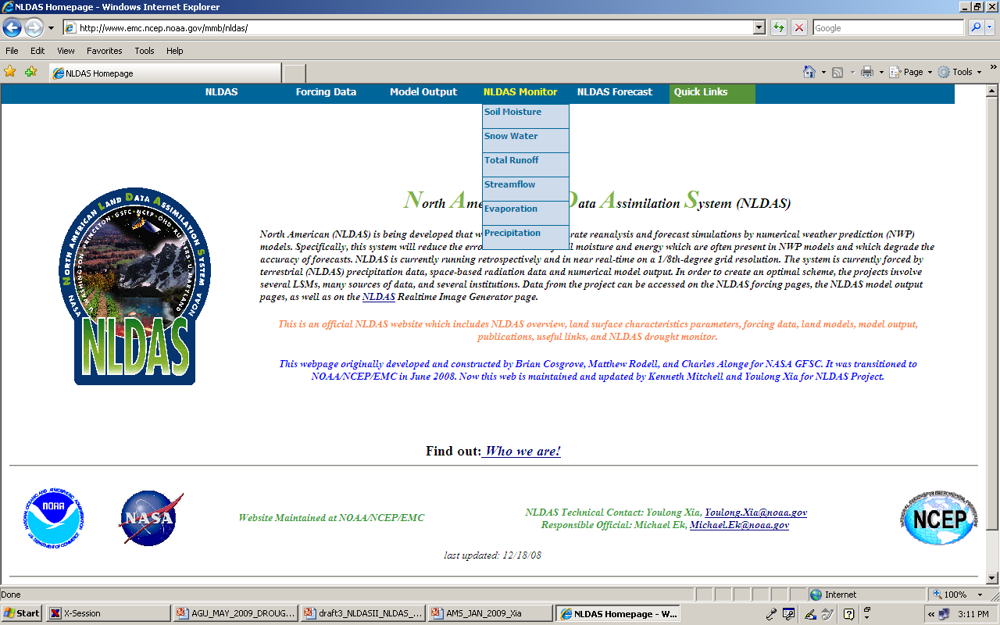 NLDAS Homepage - Windows Internet Explorer
http://www.emc.ncep.noaa.gov/mmb/nldas/
Google
File Edit View Favorites Tools Help
NLDAS Homepage
Page Tools
NLDAS Forcing Data Model Output NLDAS Monitor NLDAS Forecast Quick Links
Soil Moisture
Snow Water
Total Runoff
Streamflow
Evaporation
Precipitation
North Ame Data Assimilation System (NLDAS)
North American (NLDAS) is being developed that w rate reanalysis and forecast simulations by numerical weather prediction (NWP)
models. Specifically, this system will reduce the erro moisture and energy which are often present in NWP models and which degrade the
accuracy of forecasts. NLDAS is currently running retrospectively and in near real-time on a 1/8th-degree grid resolution. The system is currently forced by
terrestrial (NLDAS) precipitation data, space-based radiation data and numerical model output. In order to create an optimal scheme, the projects involve
several LSMs, many sources of data, and several institutions. Data from the project can be accessed on the NLDAS forcing pages, the NLDAS model output
pages, as well as on the NLDAS Realtime Image Generator page.
This is an official NLDAS website which includes NLDAS overview, land surface characteristics parameters, forcing data, land models, model output,
publications, useful links, and NLDAS drought monitor.
This webpage originally developed and constructed by Brian Cosgrove, Matthew Rodell, and Charles Alonge for NASA GFSC. It was transitioned to
NOAA/NCEP/EMC in June 2008. Now this web is maintained and updated by Kenneth Mitchell and Youlong Xia for NLDAS Project.
NORTH AMERICAN LAND DATA ASSIMILATION SYSTEM
NASA U. WASHINGTON PRINCETON GSFC NCEP OHD RU ERS U. MARYLAND NOAA
NLDAS
Find out: Who we are!
NOAA
NASA
Website Maintained at NOAA/NCEP/EMC
NLDAS Technical Contact: Youlong Xia, Youlong.Xia@noaa.gov
Responsible Official: Michael Ek, Michael.Ek@noaa.gov
NCEP
last updated: 12/18/08
Done
Internet
100%
Start
X-Session
AGU_MAY_2009_DROUG...
draft3_NLDASII_NLDAS_...
AMS_JAN_2009_Xia
NLDAS Homepage - W...
3:11 PM